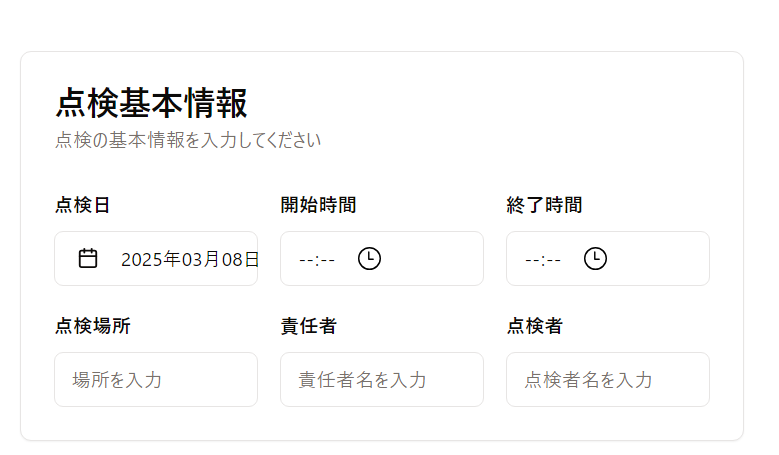 点検基本情報
点検の基本情報を入力してください
点検日
開始時間
終了時間
2025年03月08日
--:--
--:--
点検場所
責任者
点検者
場所を入力
責任者名を入力
点検者名を入力